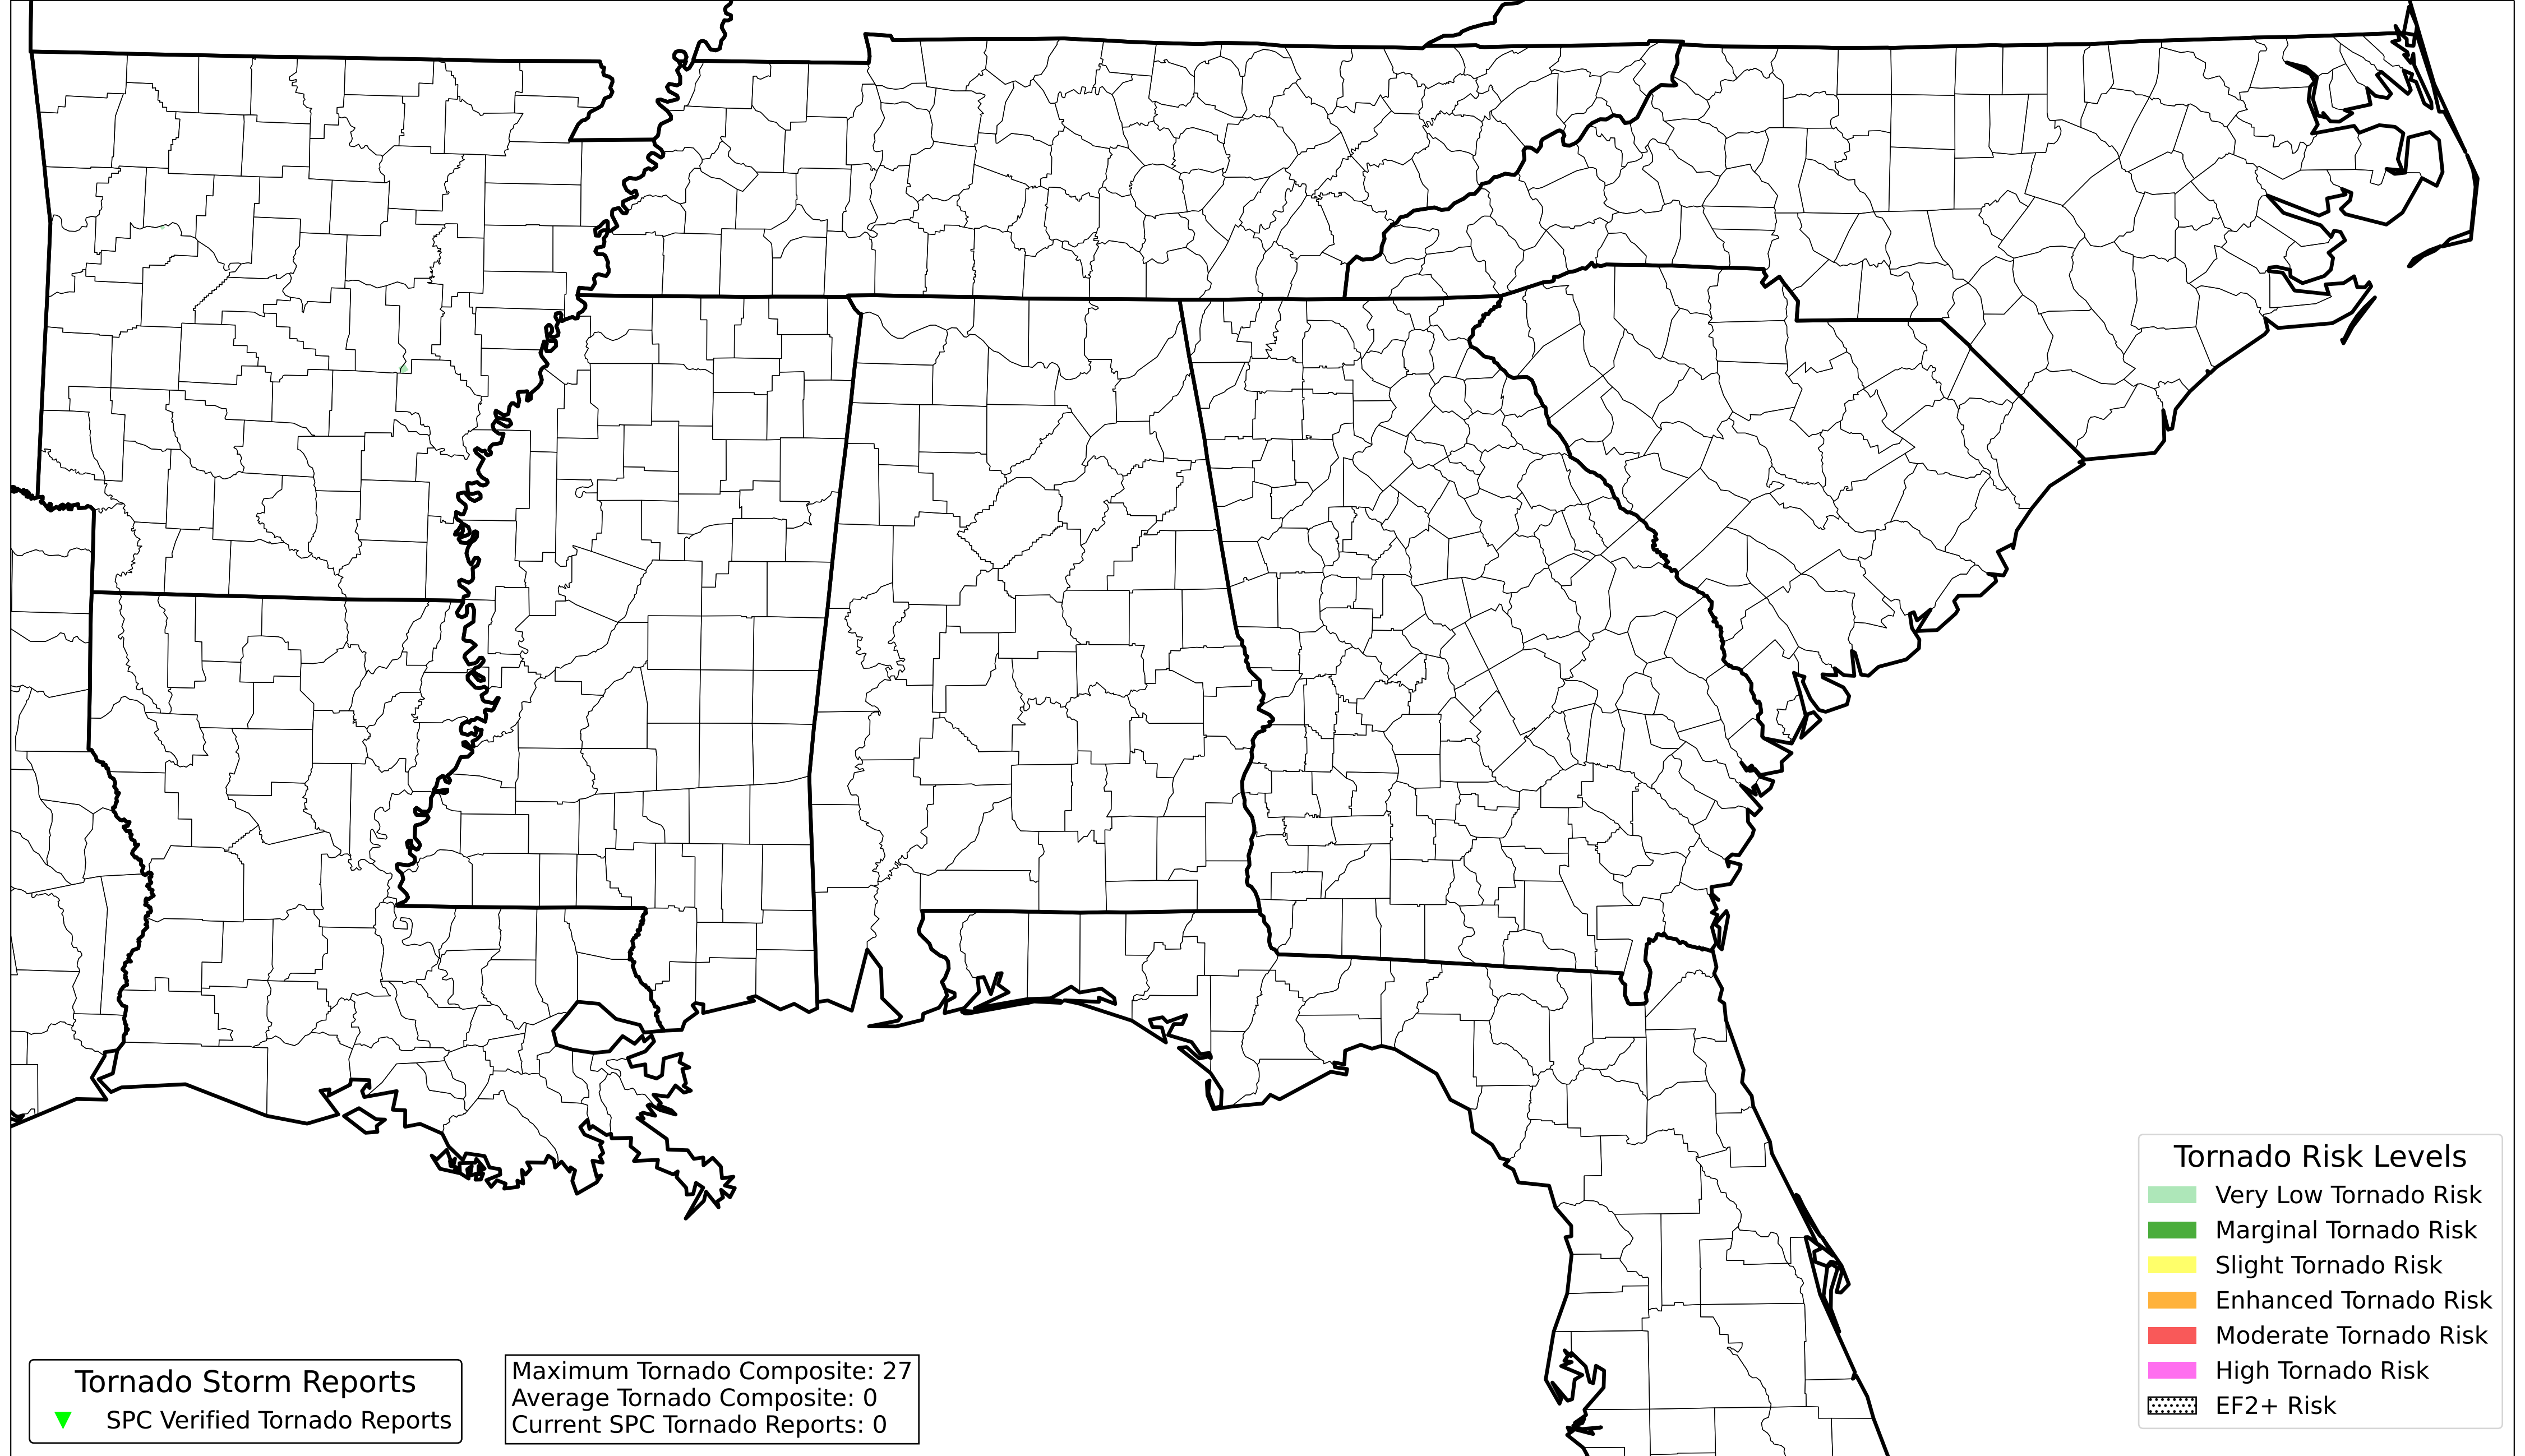 Tornado Risk Levels
Very Low Tornado Risk
Marginal Tornado Risk
Slight Tornado Risk
Enhanced Tornado Risk
Moderate Tornado Risk
High Tornado Risk
EF2+ Risk
Tornado Storm Reports
SPC Verified Tornado Reports
Maximum Tornado Composite: 27
Average Tornado Composite: 0
Current SPC Tornado Reports: 0